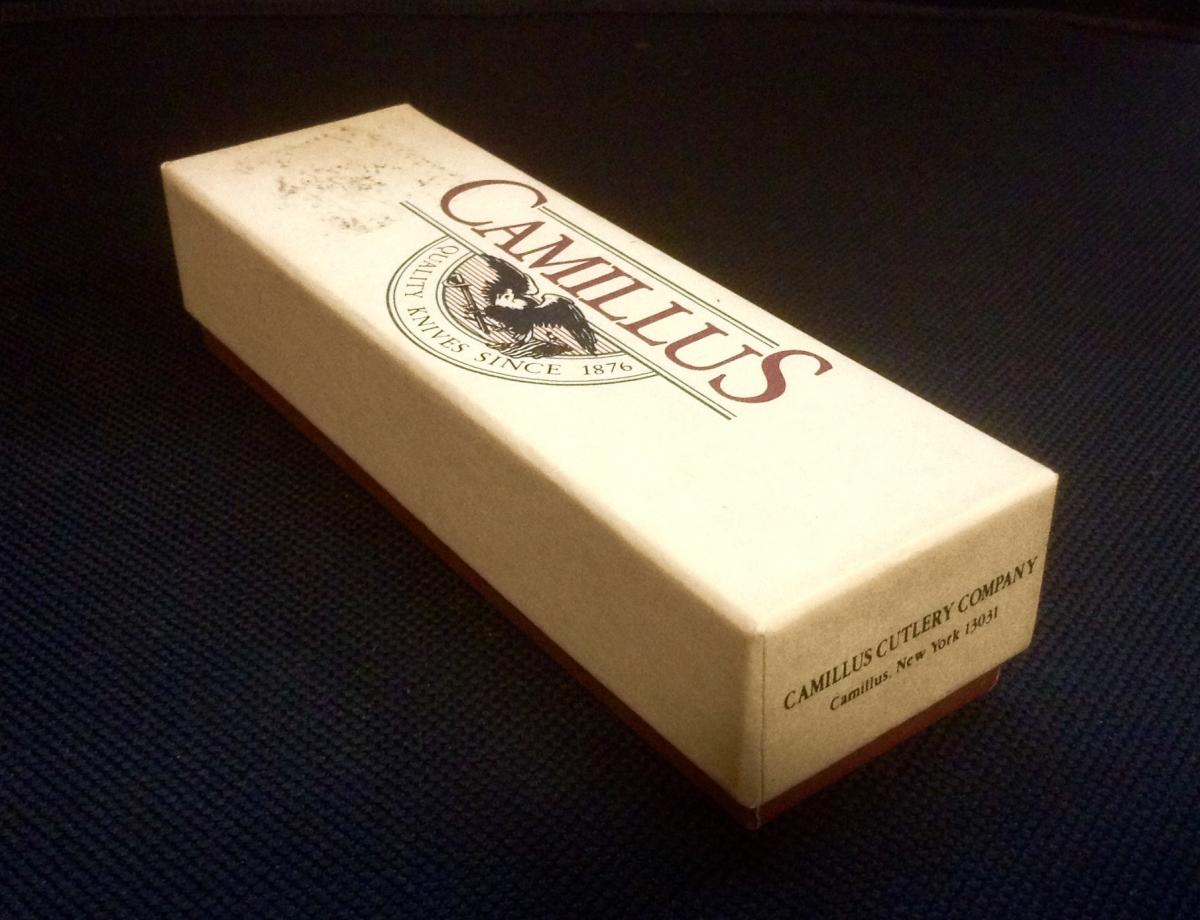 CAMILLUS
QUALITY KNIVES SINCE 1876
CAMILLUS CUTLERY COMPANY
Camillus, New York 13031